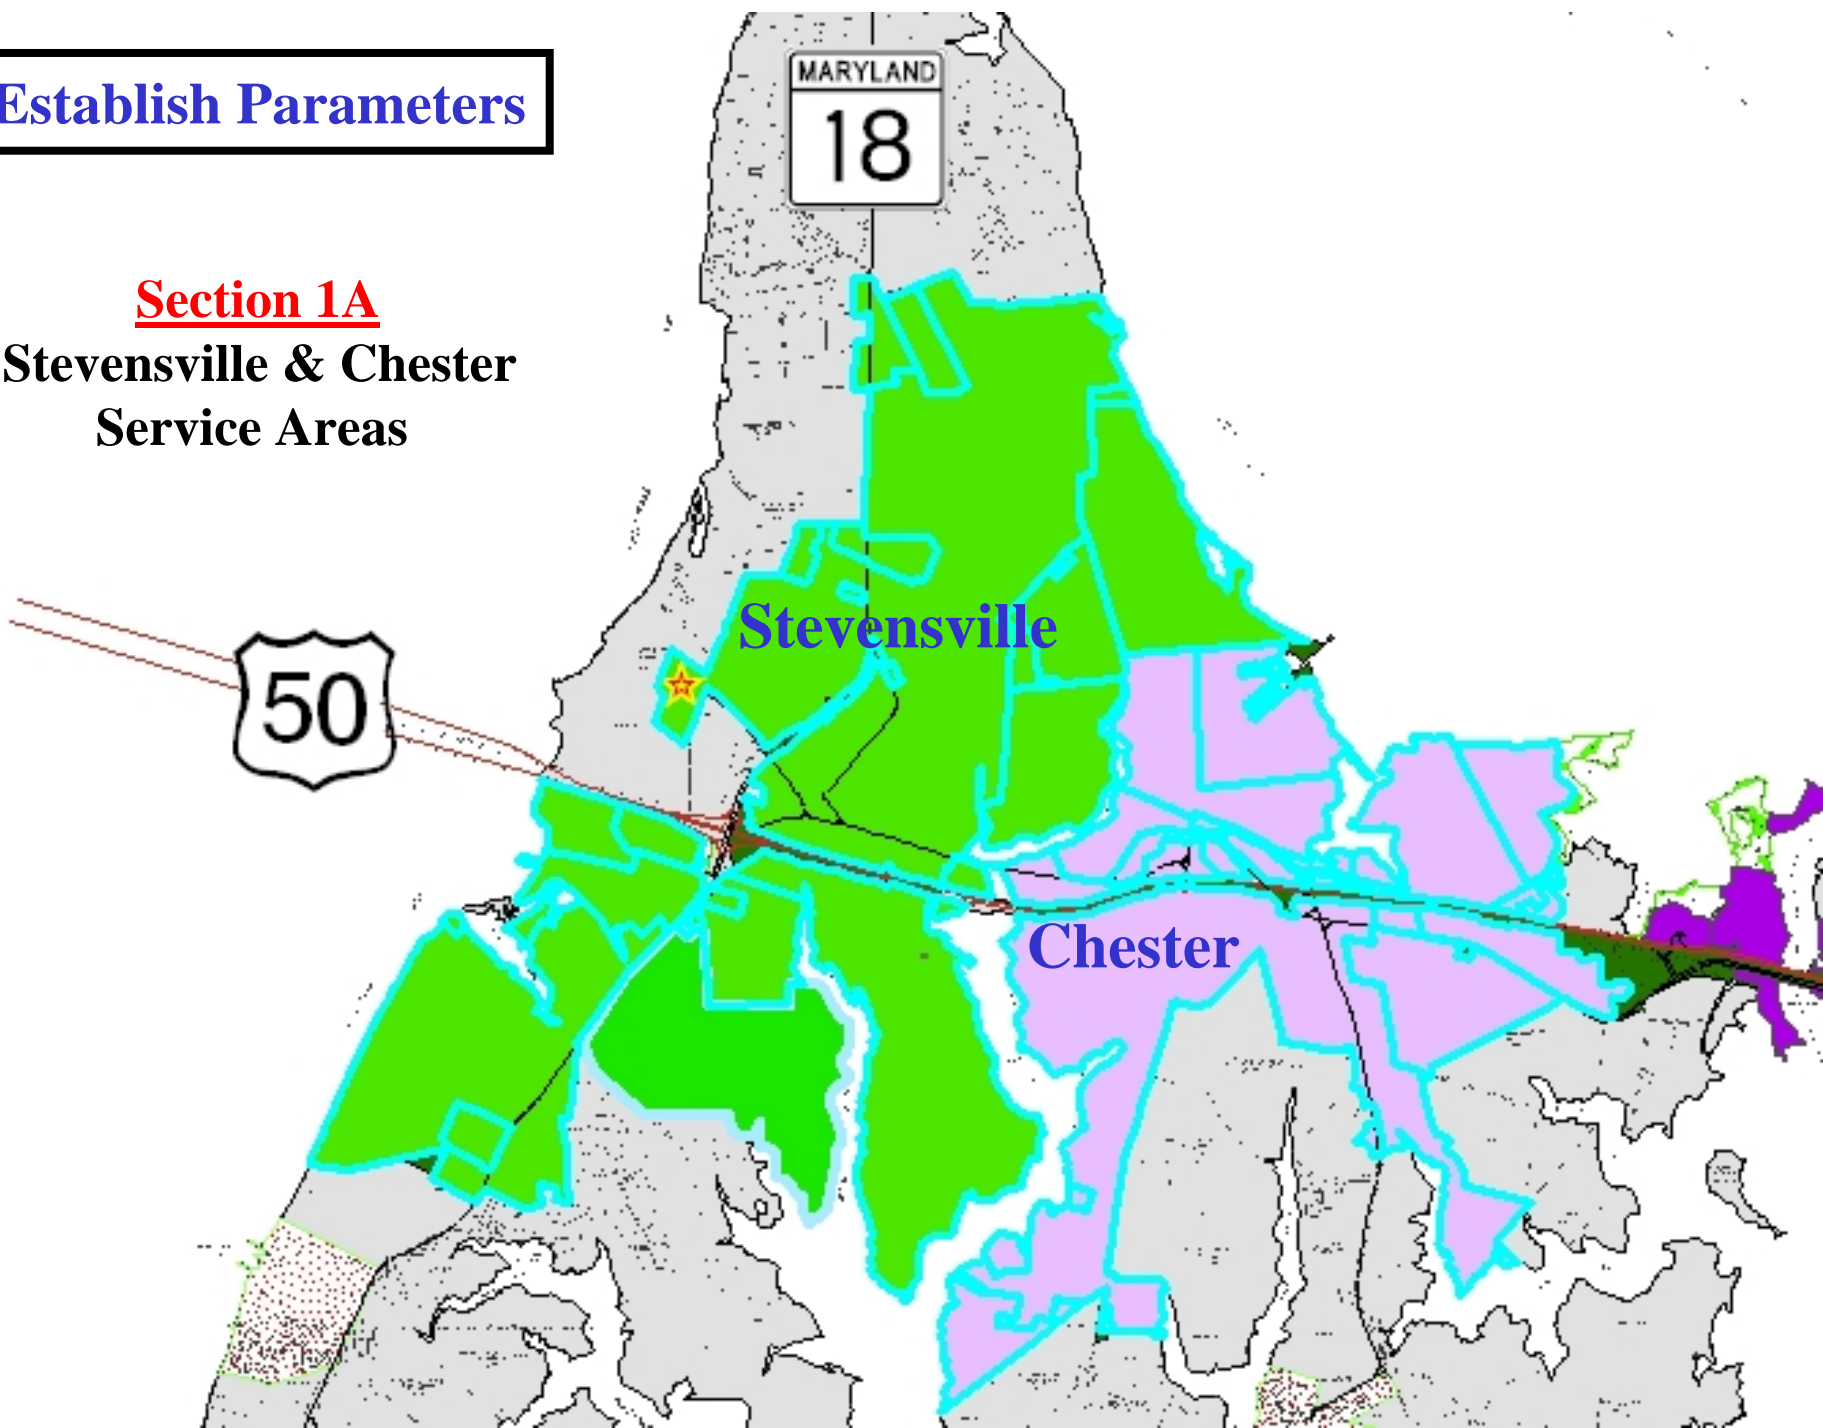 Establish Parameters
MARYLAND
18
Section 1A
Stevensville & Chester
Service Areas
Stevensville
50
Chester